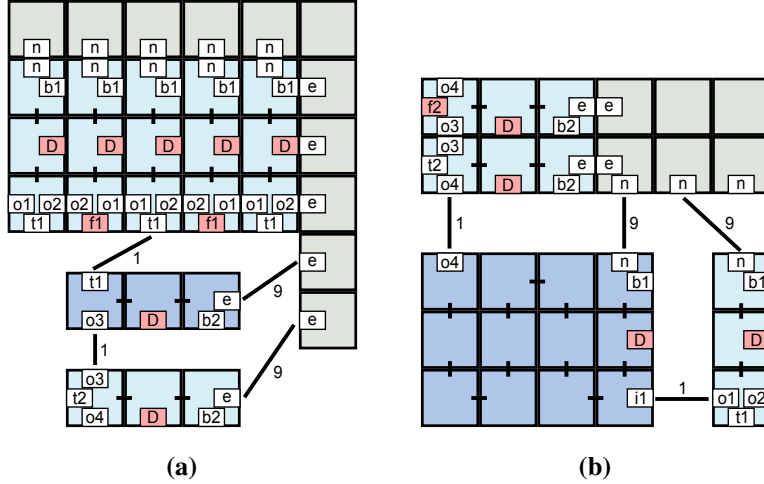 n n n n n
n n n n n
b1 b1 b1 b1 b1 e
D D D D D e
o1 o2 o2 o1 o1 o2 o2 o1 o1 o2 e
t1 f1 t1 f1 t1
1
t1 e
e 9
o3 D b2
1 e
o3 9
t2 e
o4 D b2
(a)
o4
f2 e e
o3 D b2
o3
t2 e e
o4 D b2 n n n
1 9 9
o4 n n
b1 b1
D D
i1 1 o1 o2
t1
(b)